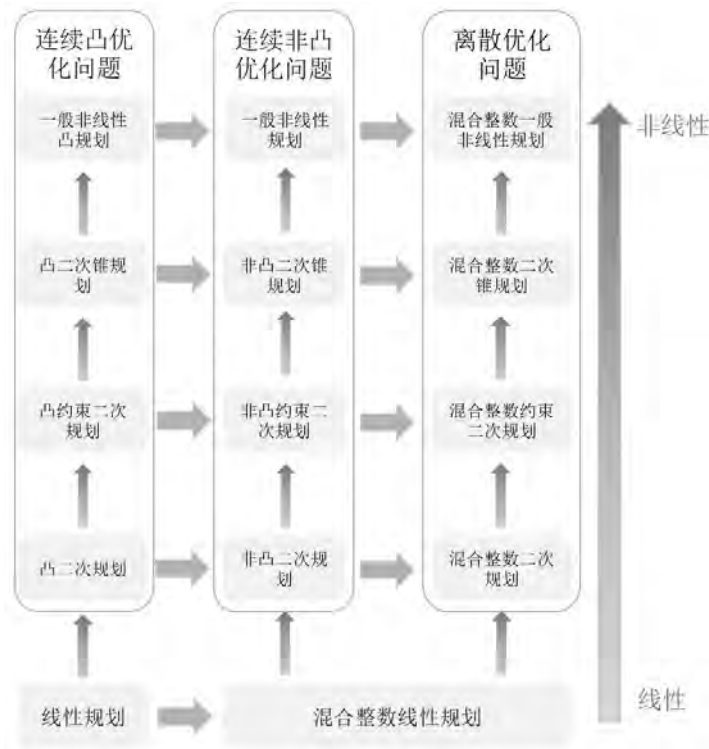 连续凸优
化问题
一般非线性
凸规划
凸二次锥规
划
凸约束二次
规划
凸二次规划
连续非凸
优化问题
一般非线性
规划
非凸二次锥
规划
非凸约束二
次规划
非凸二次规
划
离散优化
问题
混合整数一般
非线性规划
混合整数二次
锥规划
混合整数约束
二次规划
混合整数二次
规划
线性规划
混合整数线性规划
非线性
线性